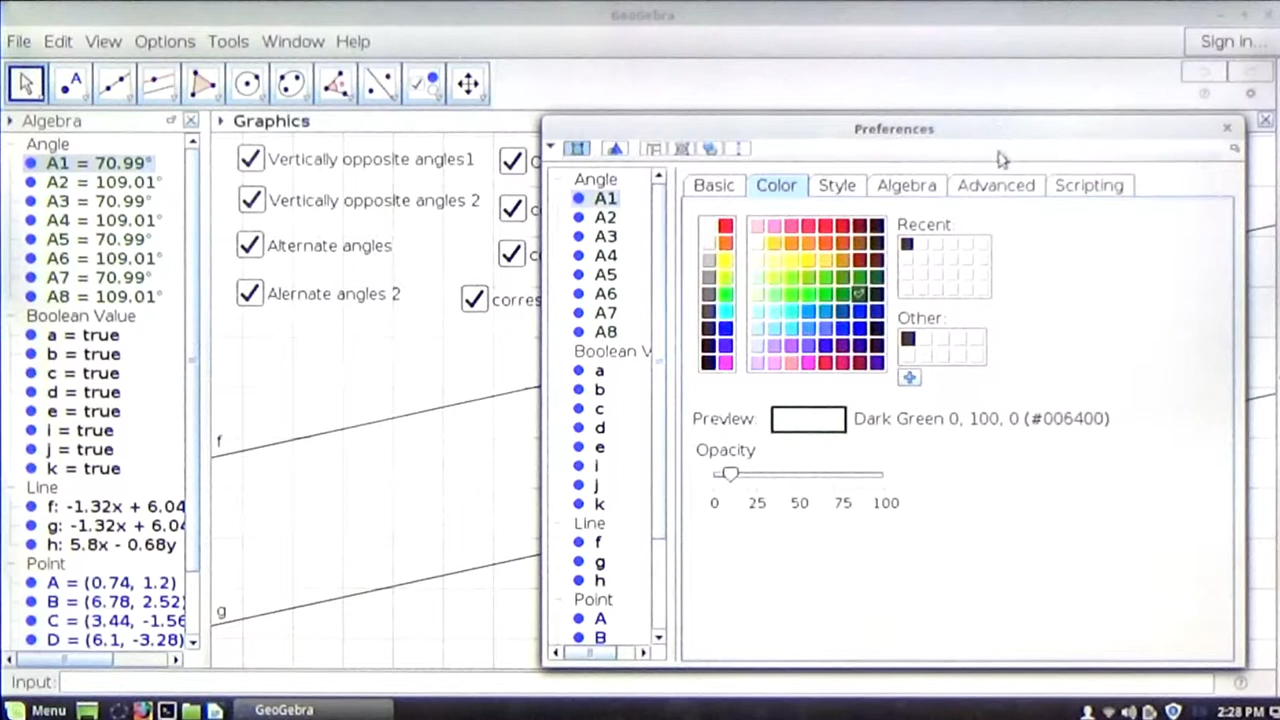 GeoGebra
File Edit View Options Tools Window Help
Sign in...
A
Algebra
Graphics
Preferences
Angle
A1 = 70.99°
A2 = 109.01°
A3 = 70.99°
A4 = 109.01°
A5 = 70.99°
A6 = 109.01°
A7 = 70.99°
A8 = 109.01°
Boolean Value
a = true
b = true
c = true
d = true
e = true
i = true
j = true
k = true
Line
f: -1.32x + 6.04
g: -1.32x + 6.04
h: 5.8x - 0.68y
Point
A = (0.74, 1.2)
B = (6.78, 2.52)
C = (3.44, -1.56
D = (6.1, -3.28)
Vertically opposite angles1
Vertically opposite angles 2
Alternate angles
Alernate angles 2
corres
f
g
Angle
A1
A2
A3
A4
A5
A6
A7
A8
Boolean V
a
b
c
d
e
i
j
k
Line
f
g
h
Point
A
B
Basic Color Style Algebra Advanced Scripting
Recent:
Other:
Preview: Dark Green 0, 100, 0 (#006400)
Opacity
0 25 50 75 100
Input:
Menu GeoGebra 2:28 PM